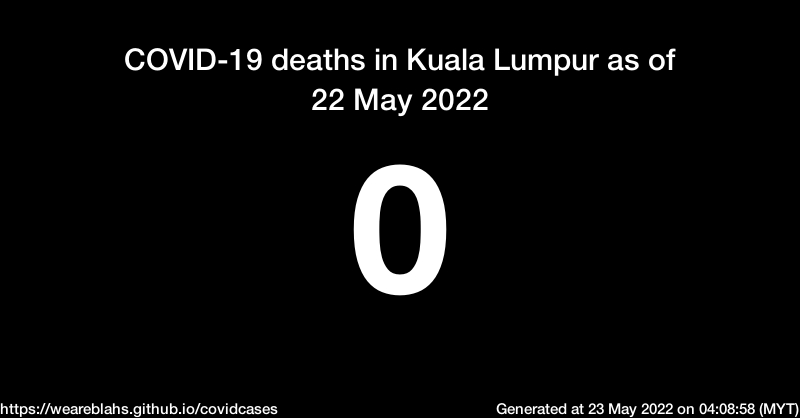 COVID-19 deaths in Kuala Lumpur as of
22 May 2022
0
https://weareblahs.github.io/covidcases
Generated at 23 May 2022 on 04:08:58 (MYT)